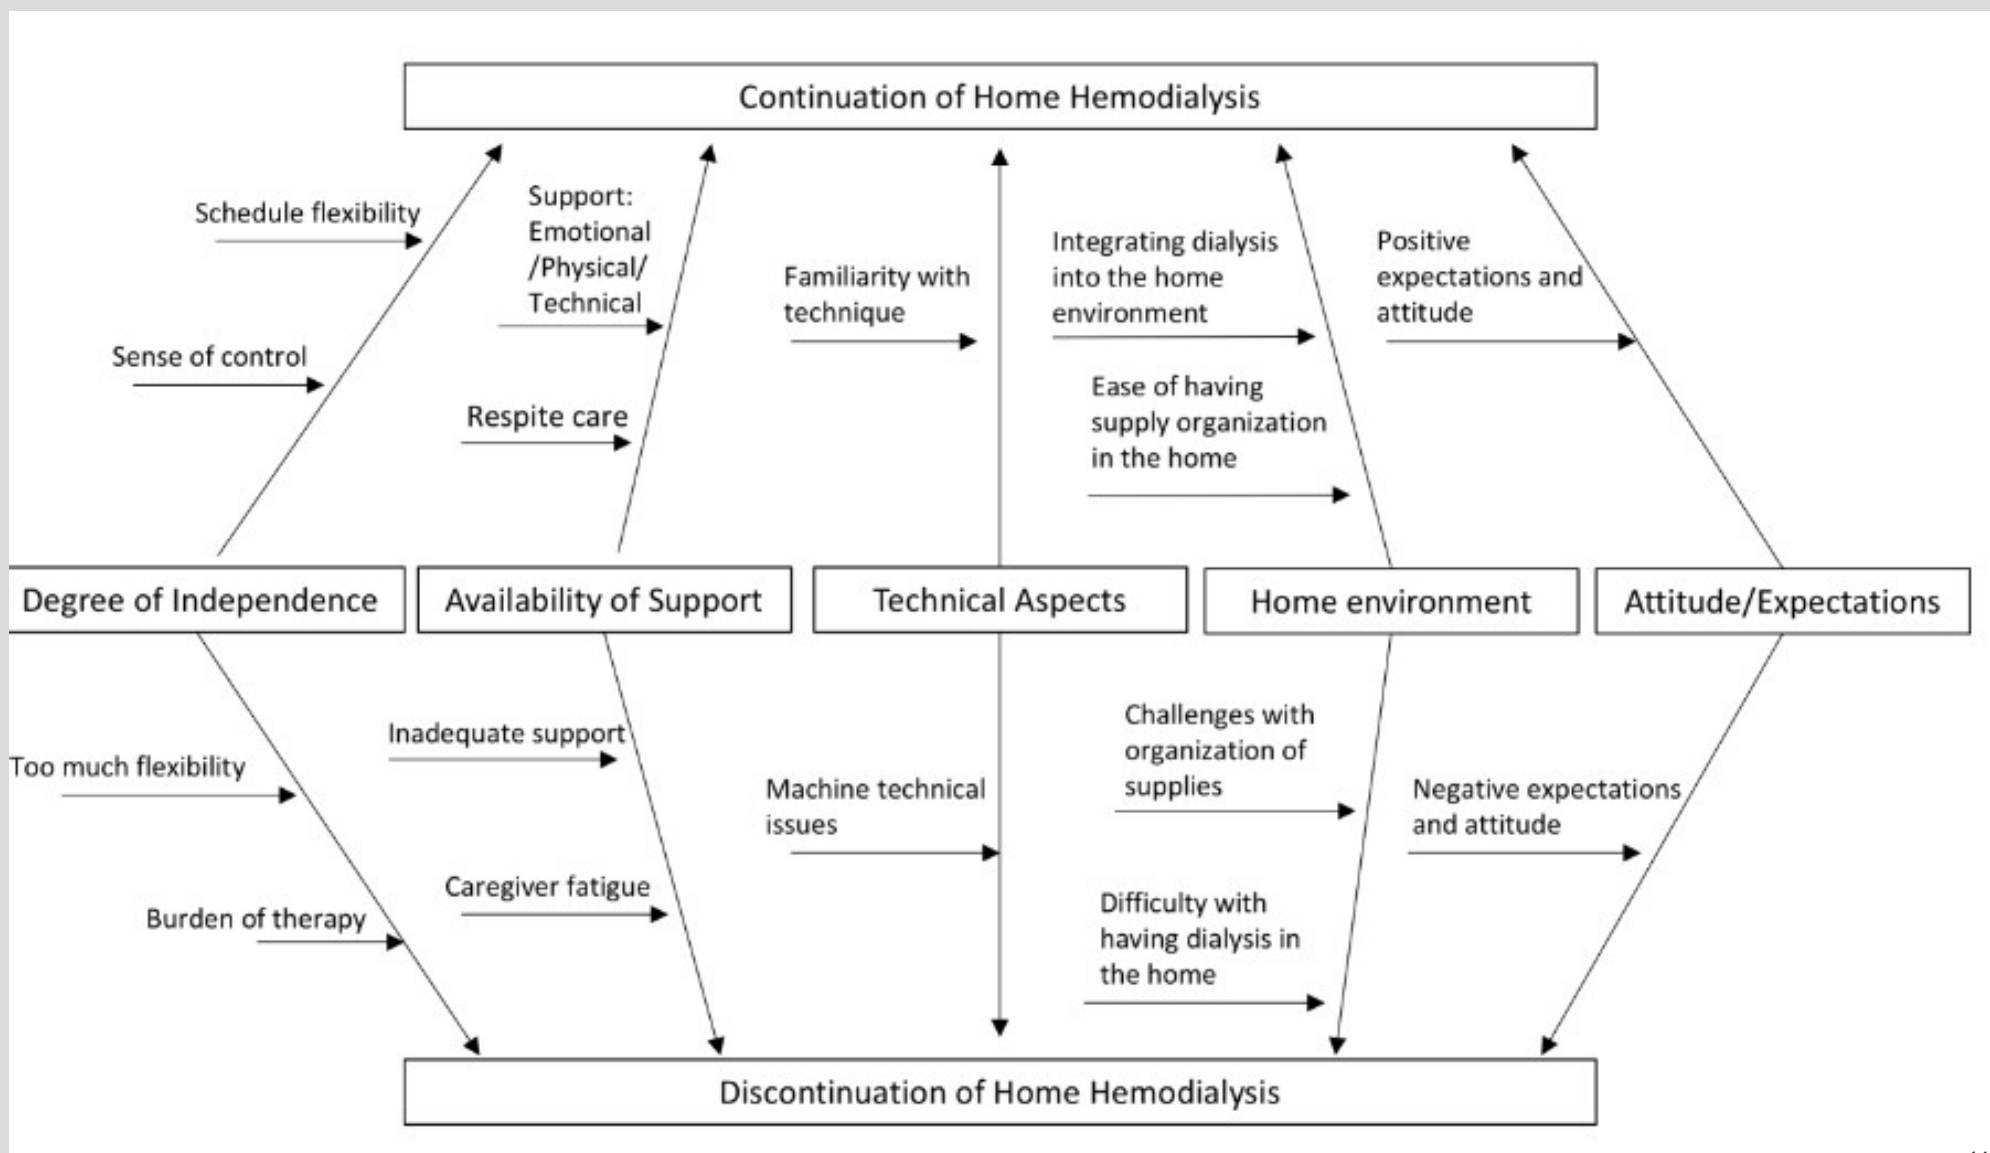 Continuation of Home Hemodialysis
Schedule flexibility
Sense of control
Support:
Emotional
/Physical/
Technical
Respite care
Familiarity with
technique
Integrating dialysis
into the home
environment
Ease of having
supply organization
in the home
Positive
expectations and
attitude
Degree of Independence
Availability of Support
Technical Aspects
Home environment
Attitude/Expectations
Too much flexibility
Burden of therapy
Inadequate support
Caregiver fatigue
Machine technical
issues
Challenges with
organization of
supplies
Difficulty with
having dialysis in
the home
Negative expectations
and attitude
Discontinuation of Home Hemodialysis